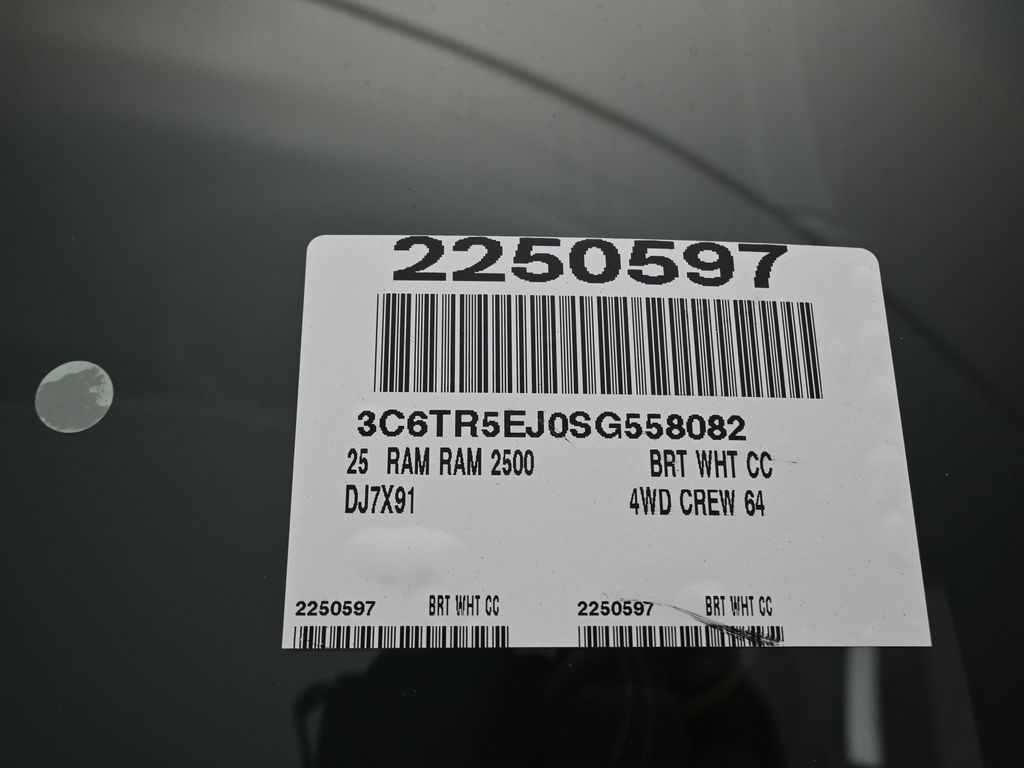 2250597
3C6TR5EJ0SG558082
25 RAM RAM 2500 BRT WHT CC
DJ7X91 4WD CREW 64
2250597 BRT WHT CC 2250597 BRT WHT CC